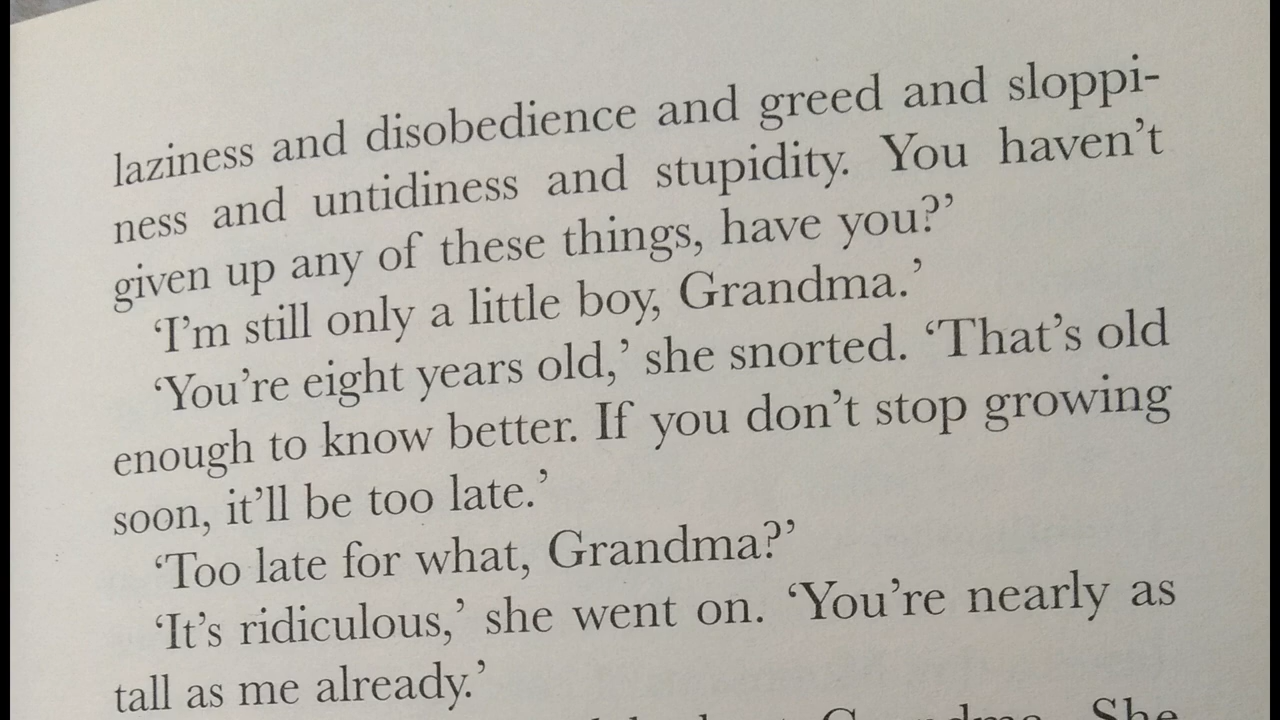 laziness and disobedience and greed and sloppi-
ness and untidiness and stupidity. You haven’t
given up any of these things, have you?’
‘I’m still only a little boy, Grandma.’
‘You’re eight years old,’ she snorted. ‘That’s old
enough to know better. If you don’t stop growing
soon, it’ll be too late.’
‘Too late for what, Grandma?’
‘It’s ridiculous,’ she went on. ‘You’re nearly as
tall as me already.’
Grandma. She